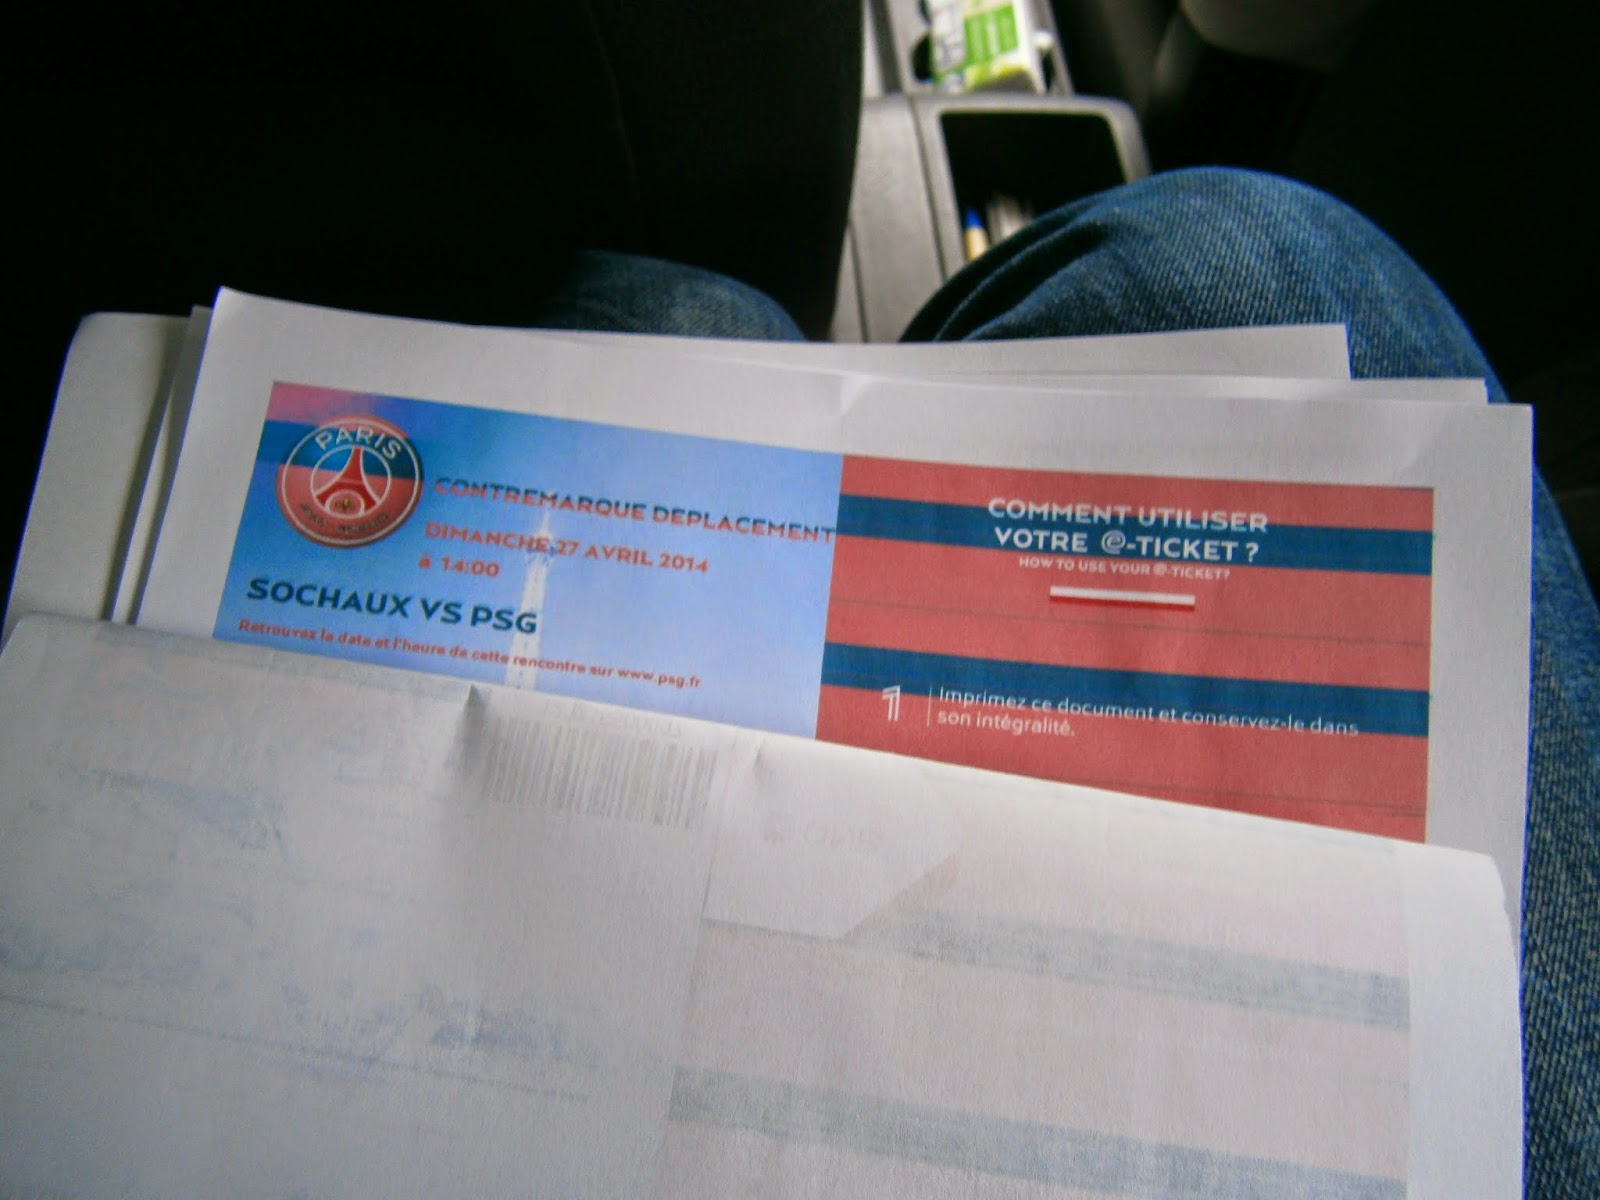 PARIS
CONTREMARQUE DEPLACEMENT
DIMANCHE 27 AVRIL 2014
à 14:00
SOCHAUX VS PSG
Retrouvez la date et l'heure de cette rencontre sur www.psg.fr
COMMENT UTILISER
VOTRE @-TICKET ?
HOW TO USE YOUR @-TICKET?
1
Imprimez ce document et conservez-le dans
son intégralité.